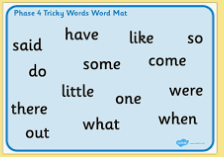 Phase 4 Tricky Words Word Mat
said have like so
do some come
little one were
there what when
out